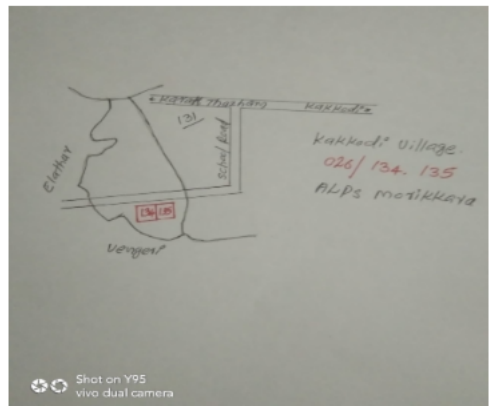 Kakkodi
131
School Road
Elathur
Kakkodi Village.
026/ 134. 135
ALPS morikkara
134 135
Vengeri
Shot on Y95
vivo dual camera